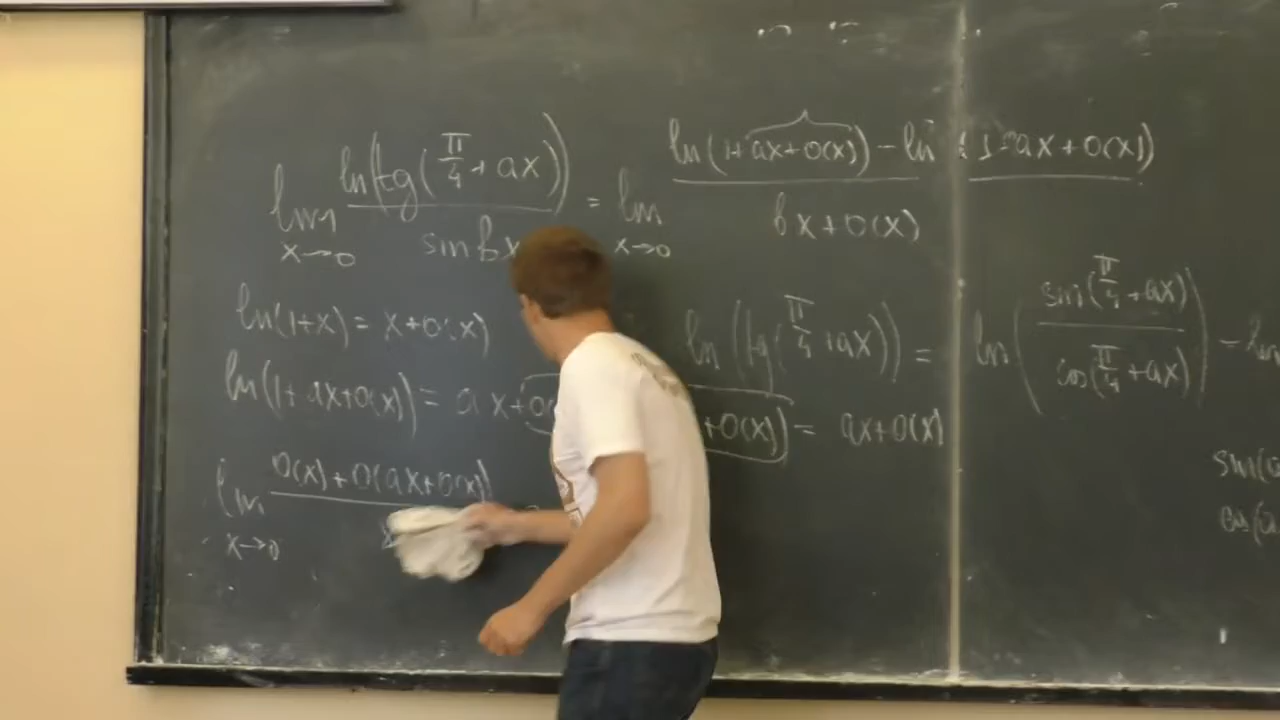 lim x→0 ln(tg(π/4 + ax)) / sin bx = lim x→0 ln(1+ax+o(x)) - ln(1-ax+o(x)) / bx+o(x)
ln(1+x) = x+o(x)
ln(tg(π/4 + ax)) = ln(sin(π/4 + ax) / cos(π/4 + ax)) -
ln(1+ax+o(x)) = ax+o +o(x)) = ax+o(x)
lim x→0 o(x)+o(ax+o(x)) / x
sin(
cos(